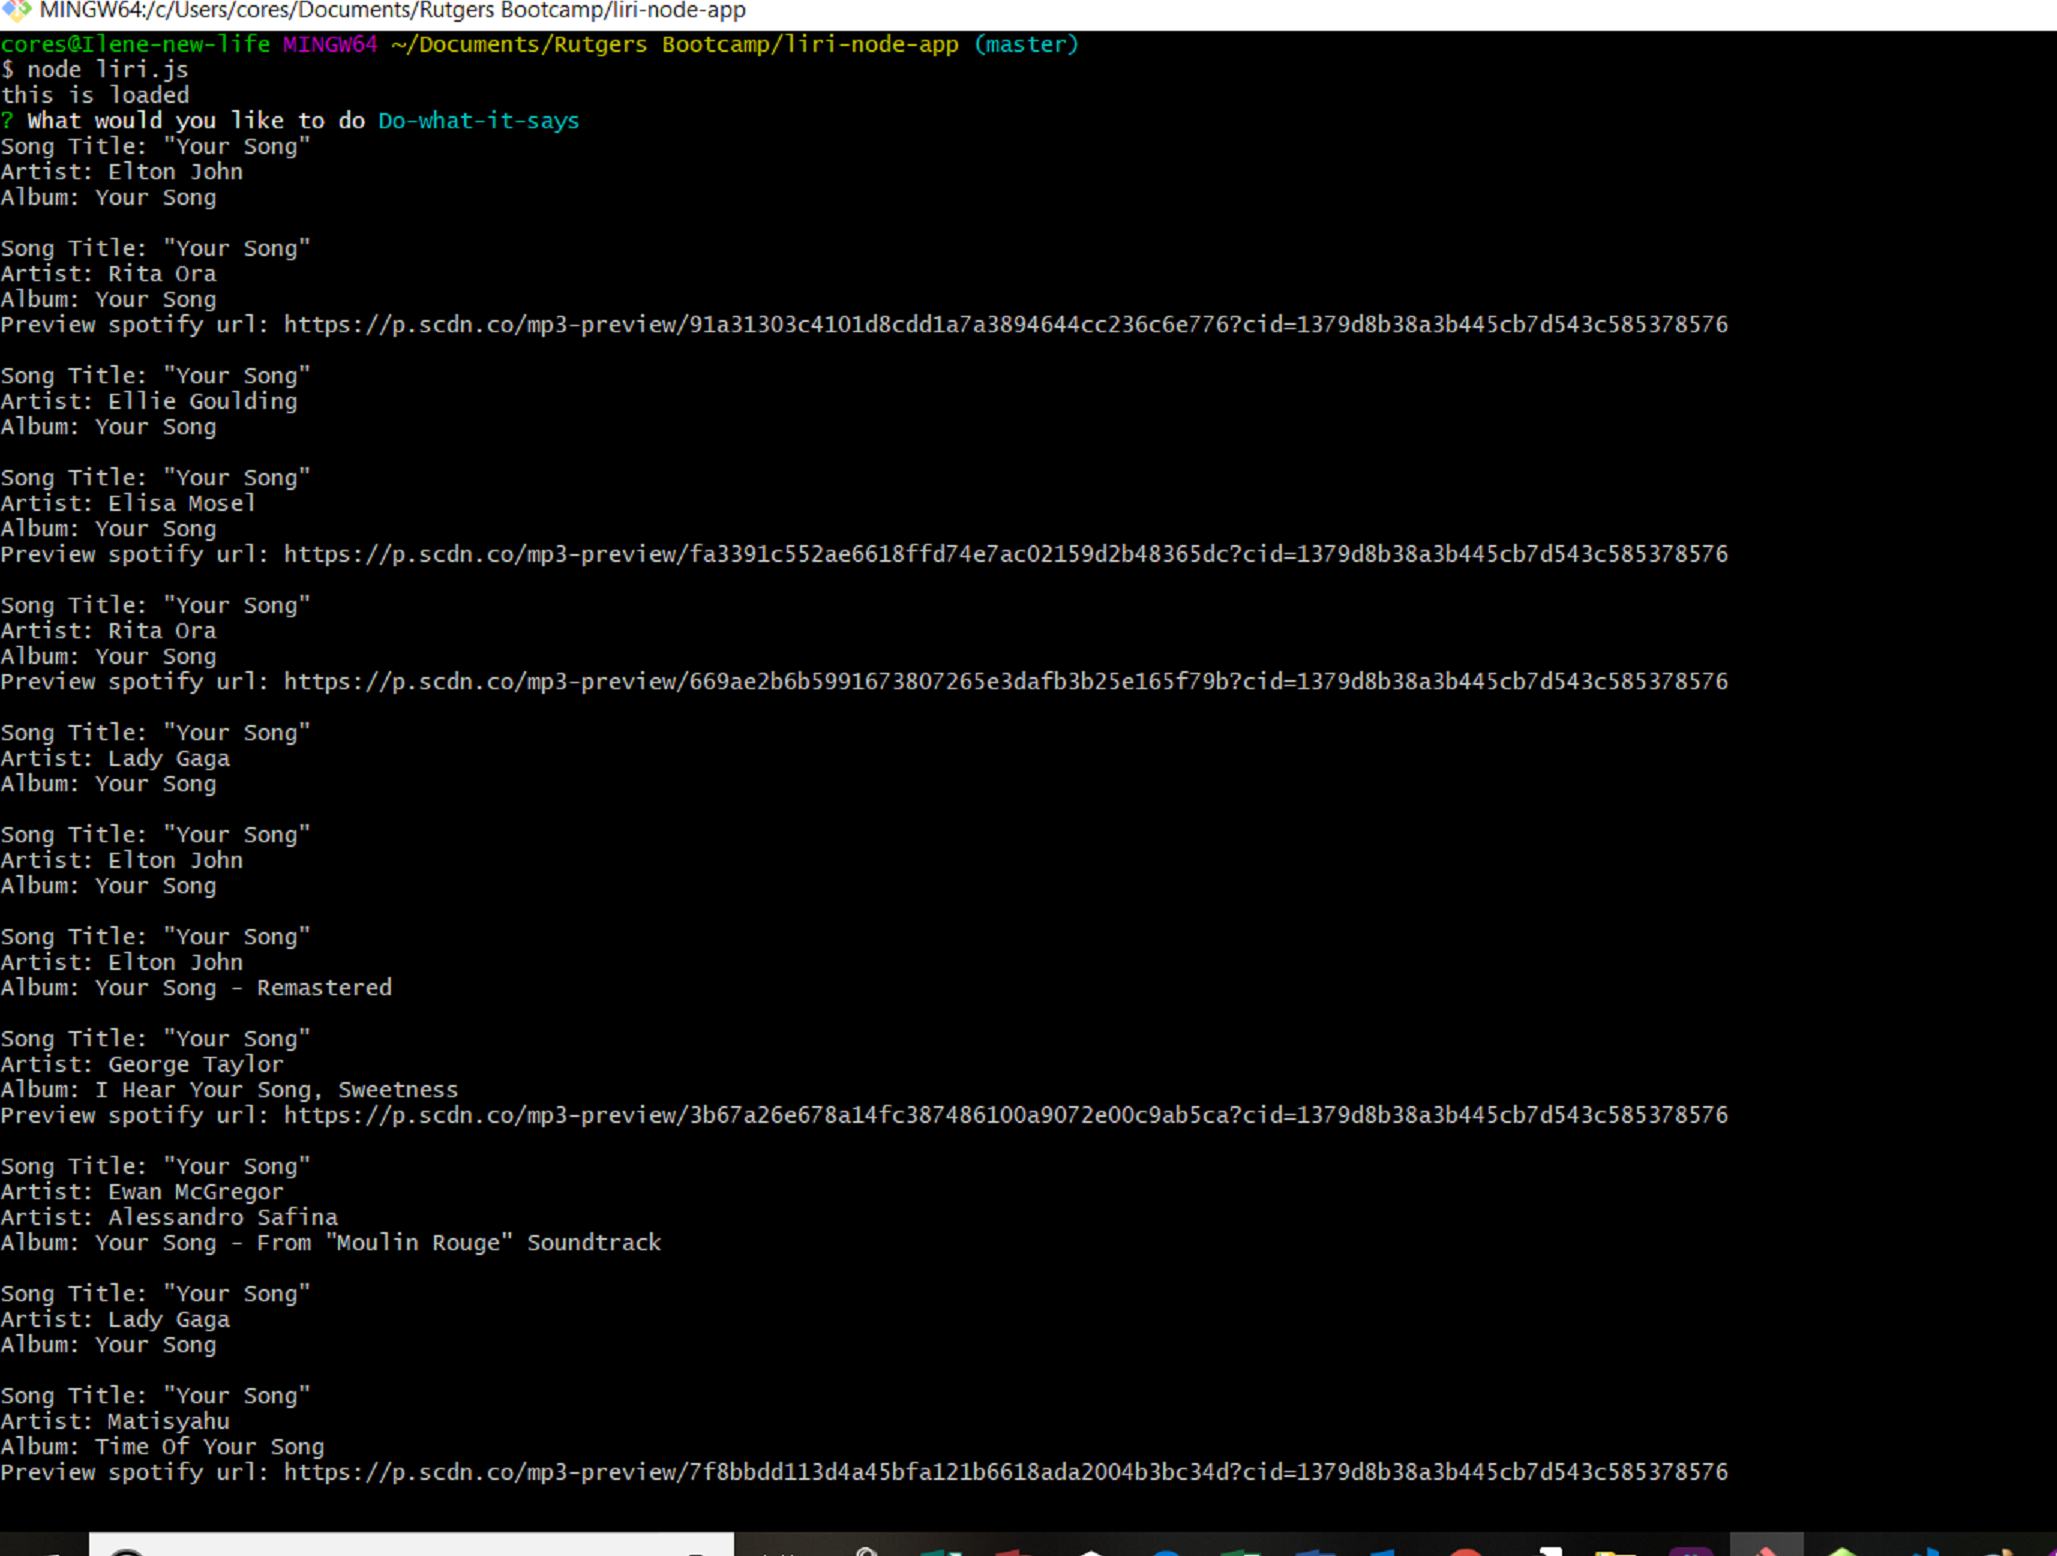 MINGW64:/c/Users/cores/Documents/Rutgers Bootcamp/liri-node-app
cores@Ilene-new-life MINGW64 ~/Documents/Rutgers Bootcamp/liri-node-app (master)
$ node liri.js
this is loaded
? What would you like to do Do-what-it-says
Song Title: "Your Song"
Artist: Elton John
Album: Your Song
Song Title: "Your Song"
Artist: Rita Ora
Album: Your Song
Preview spotify url: https://p.scdn.co/mp3-preview/91a31303c4101d8cdd1a7a3894644cc236c6e776?cid=1379d8b38a3b445cb7d543c585378576
Song Title: "Your Song"
Artist: Ellie Goulding
Album: Your Song
Song Title: "Your Song"
Artist: Elisa Mosel
Album: Your Song
Preview spotify url: https://p.scdn.co/mp3-preview/fa3391c552ae6618ffd74e7ac02159d2b48365dc?cid=1379d8b38a3b445cb7d543c585378576
Song Title: "Your Song"
Artist: Rita Ora
Album: Your Song
Preview spotify url: https://p.scdn.co/mp3-preview/669ae2b6b5991673807265e3dafb3b25e165f79b?cid=1379d8b38a3b445cb7d543c585378576
Song Title: "Your Song"
Artist: Lady Gaga
Album: Your Song
Song Title: "Your Song"
Artist: Elton John
Album: Your Song
Song Title: "Your Song"
Artist: Elton John
Album: Your Song - Remastered
Song Title: "Your Song"
Artist: George Taylor
Album: I Hear Your Song, Sweetness
Preview spotify url: https://p.scdn.co/mp3-preview/3b67a26e678a14fc387486100a9072e00c9ab5ca?cid=1379d8b38a3b445cb7d543c585378576
Song Title: "Your Song"
Artist: Ewan McGregor
Artist: Alessandro Safina
Album: Your Song - From "Moulin Rouge" Soundtrack
Song Title: "Your Song"
Artist: Lady Gaga
Album: Your Song
Song Title: "Your Song"
Artist: Matisyahu
Album: Time Of Your Song
Preview spotify url: https://p.scdn.co/mp3-preview/7f8bbdd113d4a45bfa121b6618ada2004b3bc34d?cid=1379d8b38a3b445cb7d543c585378576